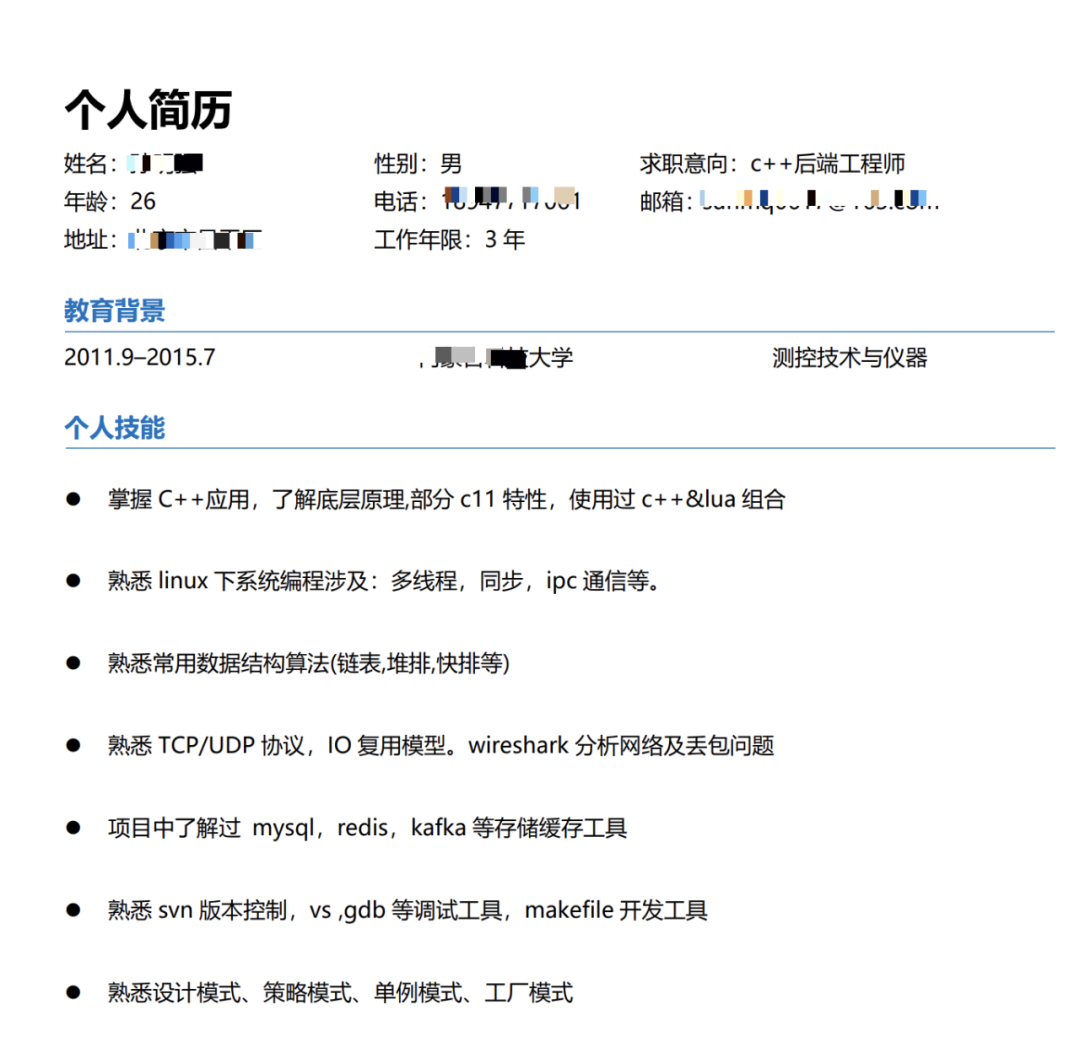 个人简历
姓名： 性别：男 求职意向：c++后端工程师
年龄：26 电话： 邮箱：
地址： 工作年限：3 年
教育背景
2011.9–2015.7 大学 测控技术与仪器
个人技能
● 掌握 C++应用，了解底层原理,部分 c11 特性，使用过 c++&lua 组合
● 熟悉 linux 下系统编程涉及：多线程，同步，ipc 通信等。
● 熟悉常用数据结构算法(链表,堆排,快排等)
● 熟悉 TCP/UDP 协议，IO 复用模型。wireshark 分析网络及丢包问题
● 项目中了解过 mysql，redis，kafka 等存储缓存工具
● 熟悉 svn 版本控制，vs ,gdb 等调试工具，makefile 开发工具
● 熟悉设计模式、策略模式、单例模式、工厂模式